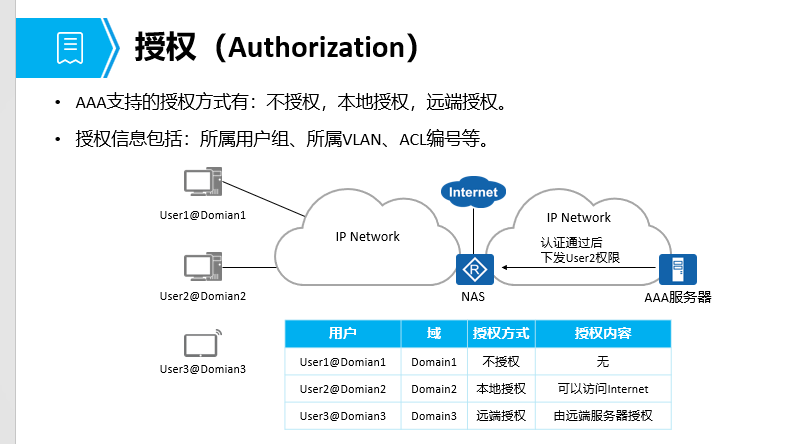 授权（Authorization）
• AAA支持的授权方式有：不授权，本地授权，远端授权。
• 授权信息包括：所属用户组、所属VLAN、ACL编号等。
User1@Domian1
IP Network
Internet
IP Network
认证通过后
下发User2权限
User2@Domian2
R
NAS
AAA服务器
User3@Domian3
用户 域 授权方式 授权内容
User1@Domian1 Domain1 不授权 无
User2@Domian2 Domain2 本地授权 可以访问Internet
User3@Domian3 Domain3 远端授权 由远端服务器授权